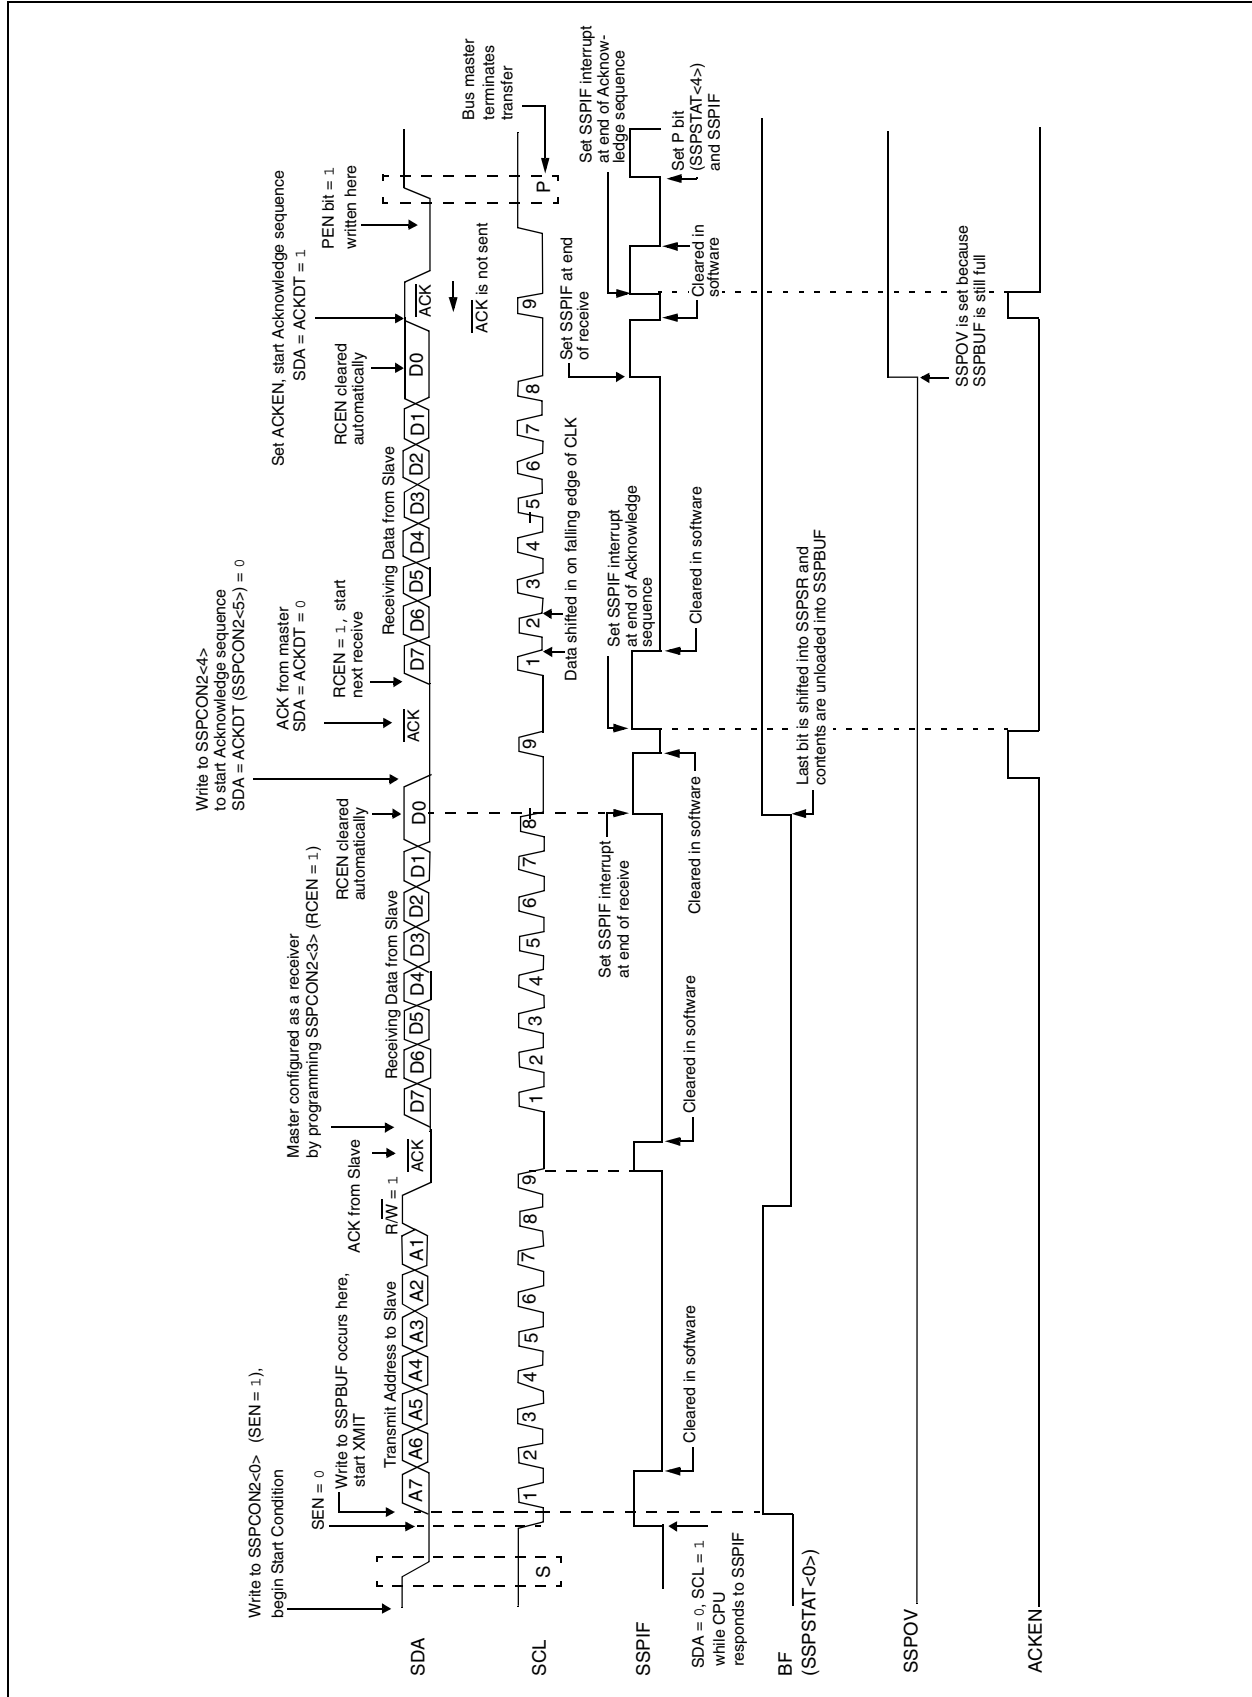 Write to SSPCON2<0> (SEN = 1),
begin Start Condition
SEN = 0
Write to SSPBUF occurs here,
start XMIT
Transmit Address to Slave
ACK from Slave
R/W = 1
Master configured as a receiver
by programming SSPCON2<3> (RCEN = 1)
Receiving Data from Slave
RCEN cleared
automatically
Write to SSPCON2<4>
to start Acknowledge sequence
SDA = ACKDT (SSPCON2<5>) = 0
ACK from master
SDA = ACKDT = 0
RCEN = 1, start
next receive
Receiving Data from Slave
RCEN cleared
automatically
Set ACKEN, start Acknowledge sequence
SDA = ACKDT = 1
PEN bit = 1
written here
SDA
A7 A6 A5 A4 A3 A2 A1 ACK D7 D6 D5 D4 D3 D2 D1 D0 ACK D7 D6 D5 D4 D3 D2 D1 D0 ACK
ACK is not sent
Bus master
terminates
transfer
SCL
S 1 2 3 4 5 6 7 8 9 1 2 3 4 5 6 7 8 9 1 2 3 4 5 6 7 8 9 P
Data shifted in on falling edge of CLK
Set SSPIF interrupt
at end of receive
Set SSPIF interrupt
at end of Acknowledge
sequence
Set SSPIF at end
of receive
Set SSPIF interrupt
at end of Acknow-
ledge sequence
SSPIF
SDA = 0, SCL = 1
while CPU
responds to SSPIF
Cleared in software
Cleared in software
Cleared in software
Cleared in software
Cleared in
software
Set P bit
(SSPSTAT<4>)
and SSPIF
BF
(SSPSTAT<0>)
Last bit is shifted into SSPSR and
contents are unloaded into SSPBUF
SSPOV
SSPOV is set because
SSPBUF is still full
ACKEN